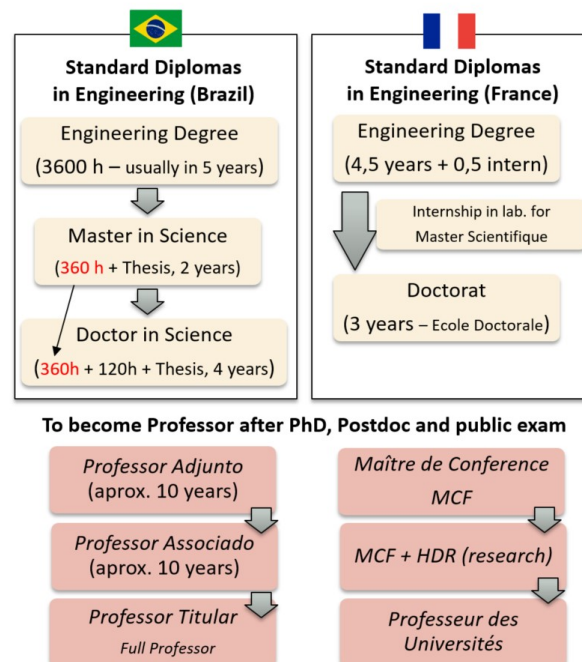 Standard Diplomas
in Engineering (Brazil)
Engineering Degree
(3600 h – usually in 5 years)
Master in Science
(360 h + Thesis, 2 years)
Doctor in Science
(360h + 120h + Thesis, 4 years)
Standard Diplomas
in Engineering (France)
Engineering Degree
(4,5 years + 0,5 intern)
Internship in lab. for
Master Scientifique
Doctorat
(3 years – Ecole Doctorale)
To become Professor after PhD, Postdoc and public exam
Professor Adjunto
(aprox. 10 years)
Professor Associado
(aprox. 10 years)
Professor Titular
Full Professor
Maître de Conference
MCF
MCF + HDR (research)
Professeur des
Universités